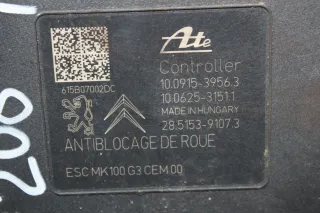 Ate
Controller
10.0915-3956.3
10.0625-3151.1
MADE IN HUNGARY
28.5153-9107.3
615B07002DC
ANTIBLOCAGE DE ROUE
ESC MK100 G3 CEM 00
200